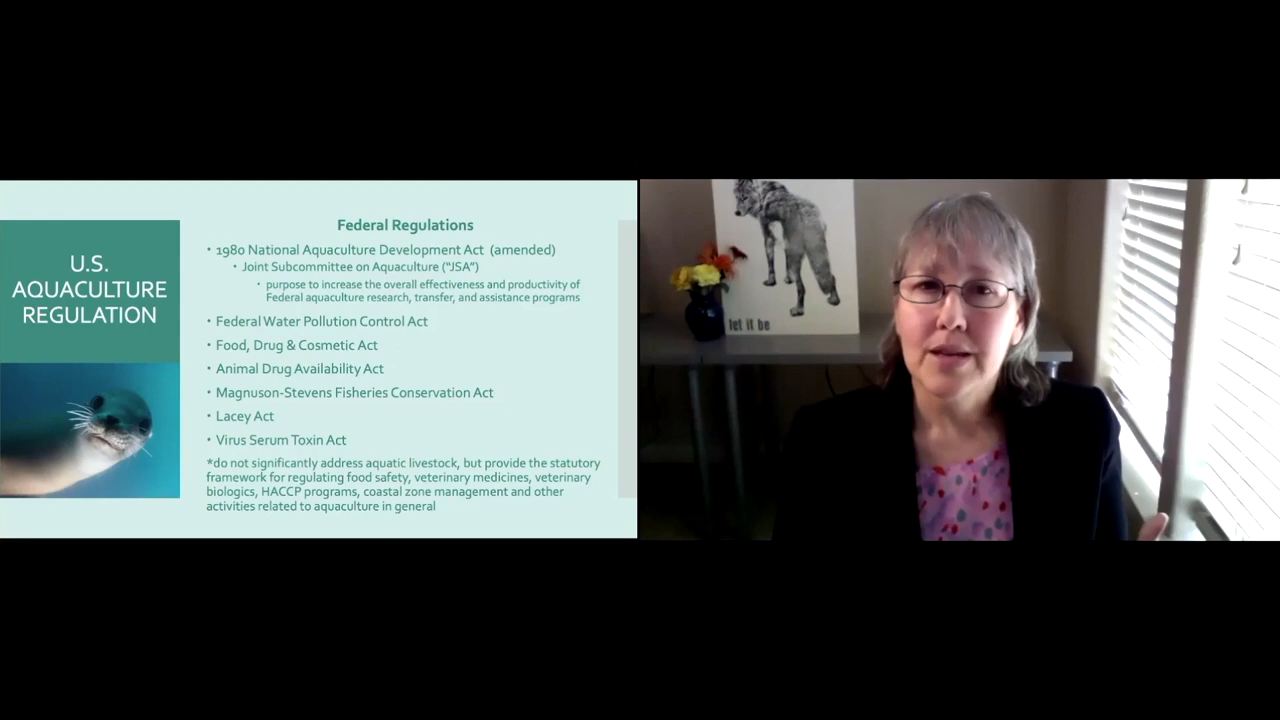 U.S.
AQUACULTURE
REGULATION
Federal Regulations
• 1980 National Aquaculture Development Act (amended)
• Joint Subcommittee on Aquaculture ("JSA")
• purpose to increase the overall effectiveness and productivity of
Federal aquaculture research, transfer, and assistance programs
• Federal Water Pollution Control Act
• Food, Drug & Cosmetic Act
• Animal Drug Availability Act
• Magnuson-Stevens Fisheries Conservation Act
• Lacey Act
• Virus Serum Toxin Act
*do not significantly address aquatic livestock, but provide the statutory
framework for regulating food safety, veterinary medicines, veterinary
biologics, HACCP programs, coastal zone management and other
activities related to aquaculture in general
let it be